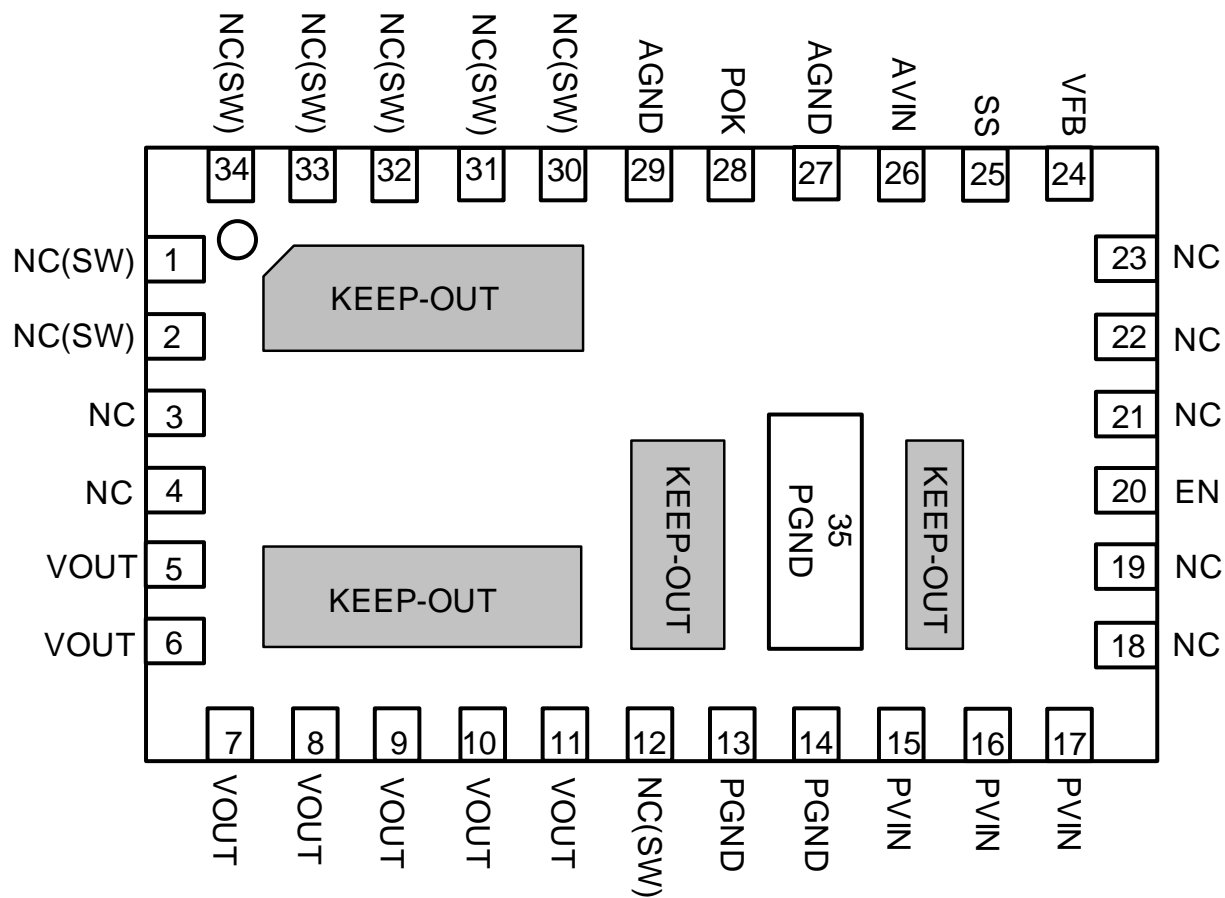 NC(SW)
NC(SW)
NC(SW)
NC(SW)
NC(SW)
AGND
POK
AGND
AVIN
SS
VFB
34
33
32
31
30
29
28
27
26
25
24
NC(SW) 1
KEEP-OUT
23 NC
NC(SW) 2
22 NC
NC 3
21 NC
NC 4
KEEP-OUT
35
PGND
KEEP-OUT
20 EN
VOUT 5
KEEP-OUT
19 NC
VOUT 6
18 NC
7
8
9
10
11
12
13
14
15
16
17
VOUT
VOUT
VOUT
VOUT
VOUT
NC(SW)
PGND
PGND
PVIN
PVIN
PVIN